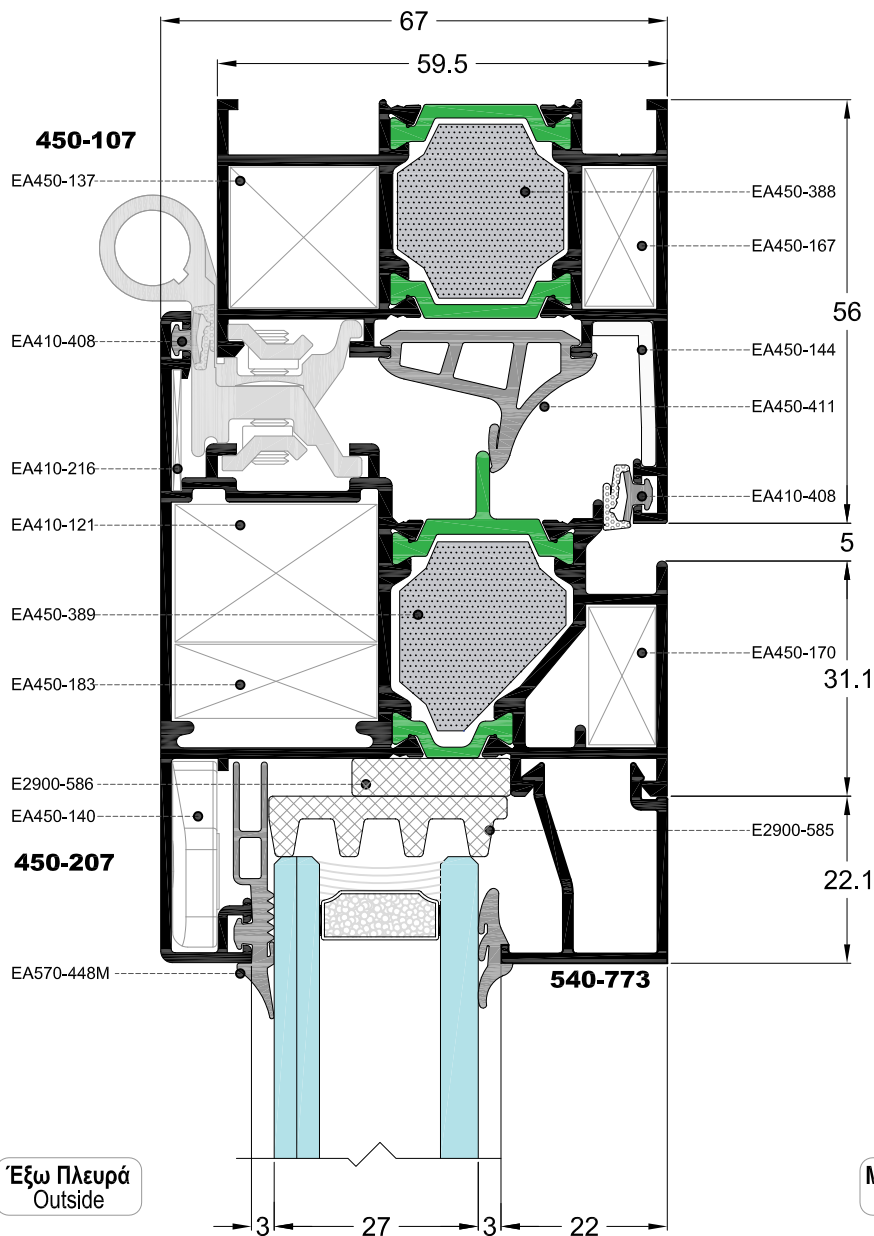 67
59.5
450-107
EA450-137
EA450-388
EA450-167
56
EA410-408
EA450-144
EA450-411
EA410-216
EA410-408
EA410-121
5
EA450-389
EA450-170
EA450-183
31.1
E2900-586
EA450-140
E2900-585
450-207
22.1
EA570-448M
540-773
Έξω Πλευρά
Outside
3
27
3
22